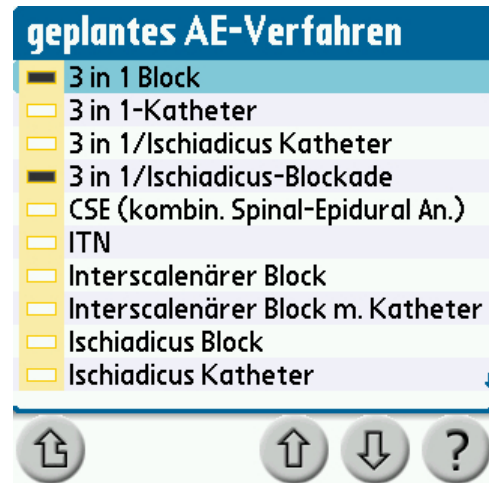 geplantes AE-Verfahren
3 in 1 Block
3 in 1-Katheter
3 in 1/Ischiadicus Katheter
3 in 1/Ischiadicus-Blockade
CSE (kombin. Spinal-Epidural An.)
ITN
Interscalenärer Block
Interscalenärer Block m. Katheter
Ischiadicus Block
Ischiadicus Katheter
?